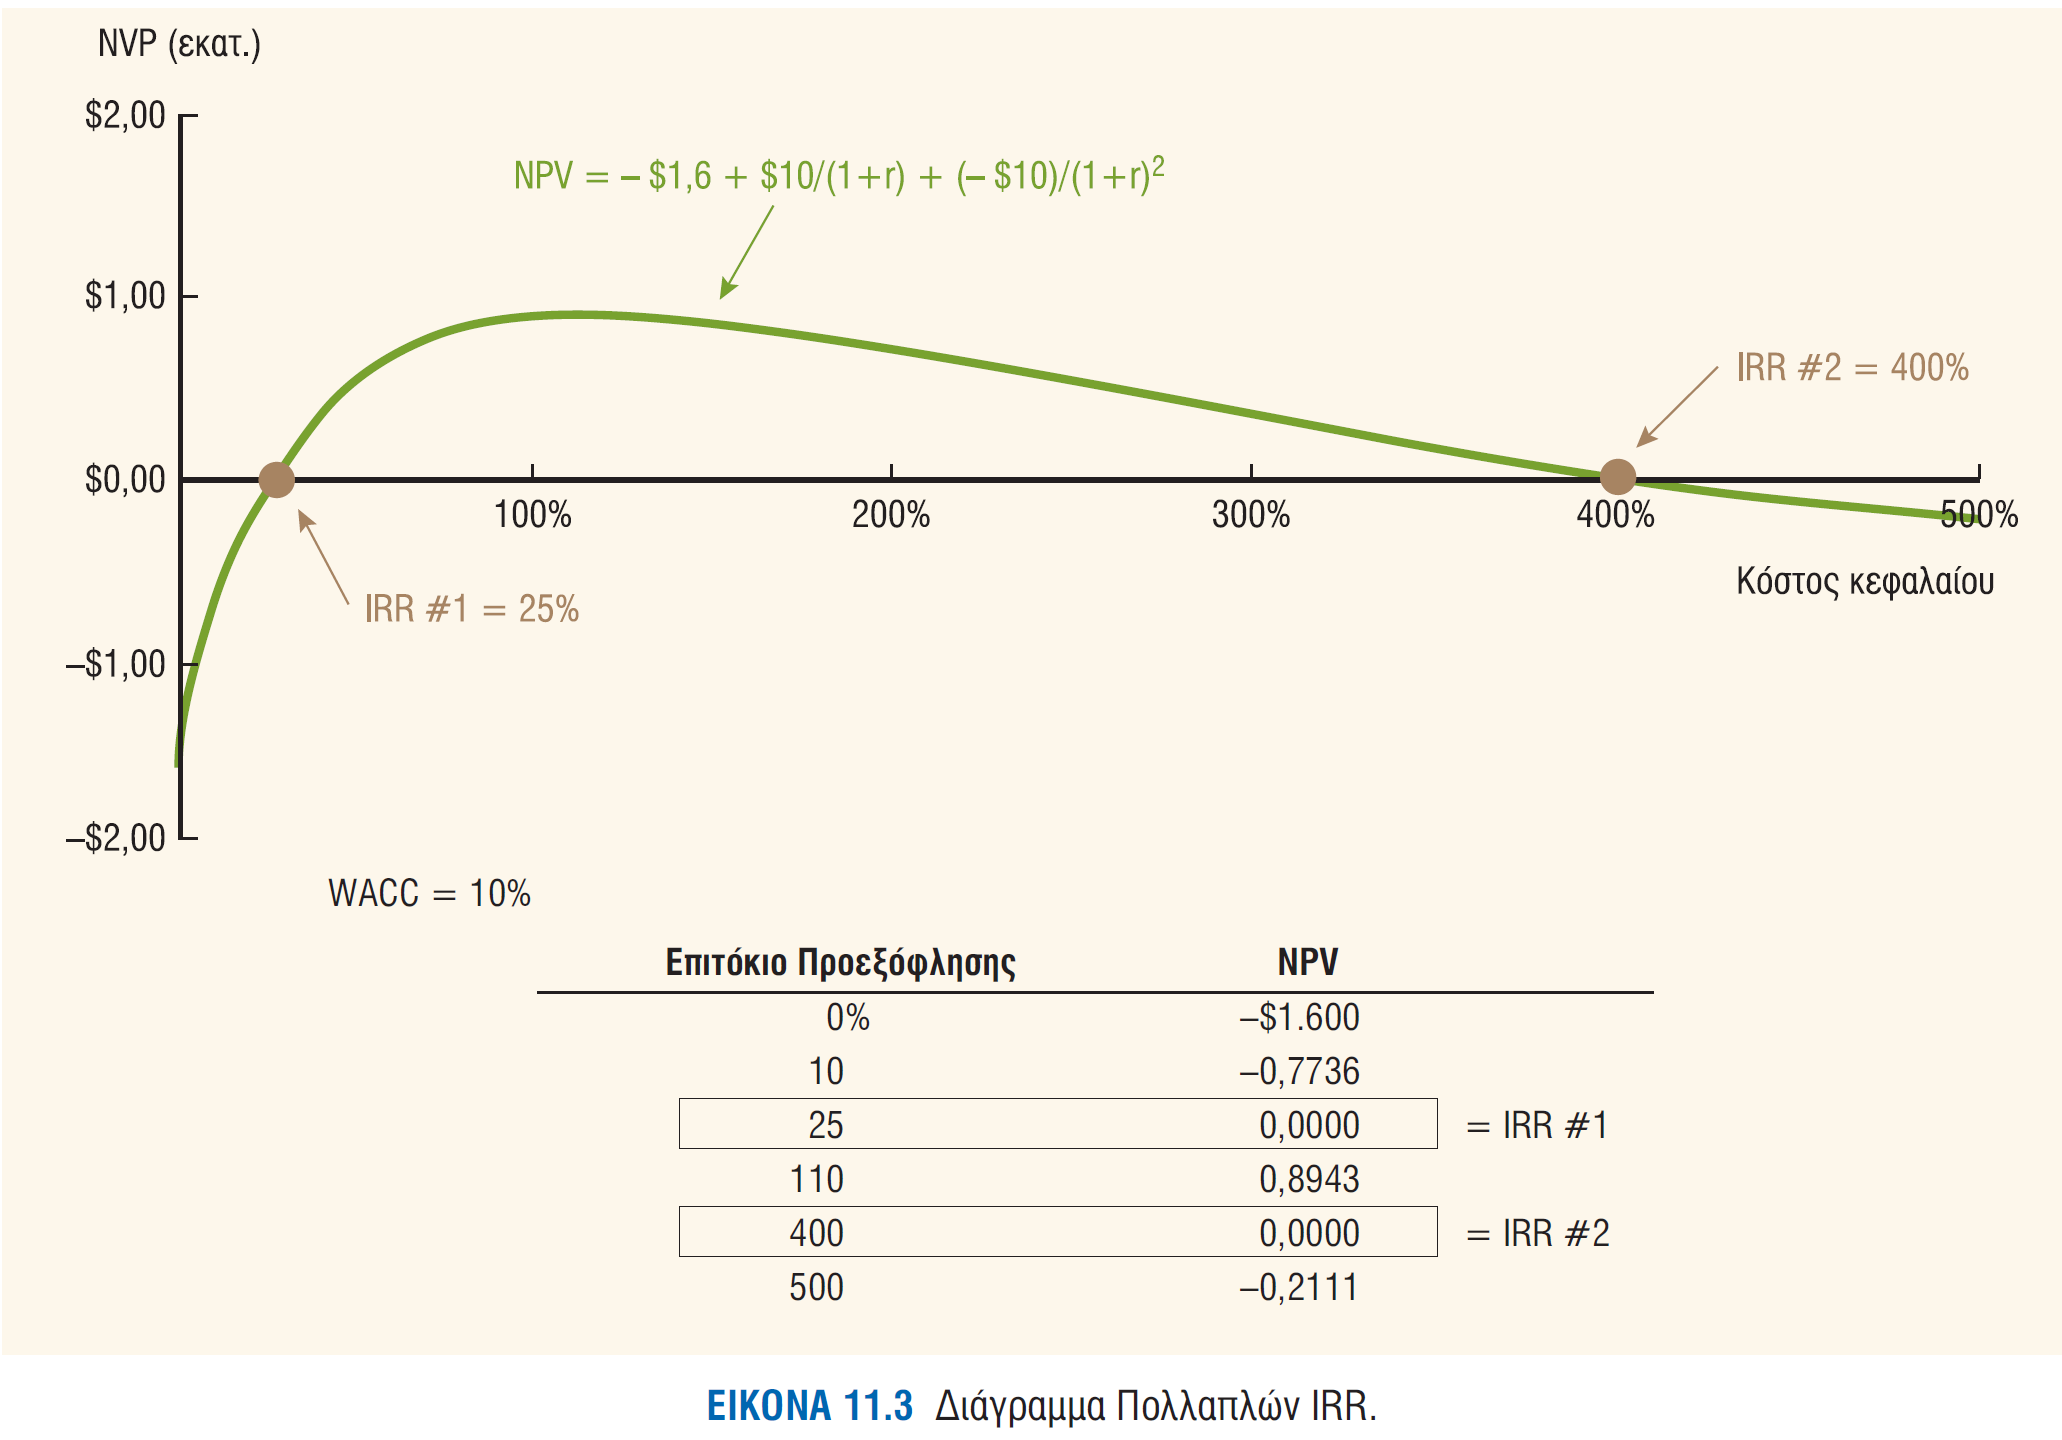 NVP (εκατ.)
$2,00
NPV = – $1,6 + $10/(1+r) + (– $10)/(1+r)²
$1,00
IRR #2 = 400%
$0,00
100% 200% 300% 400% 500%
Κόστος κεφαλαίου
IRR #1 = 25%
–$1,00
–$2,00
WACC = 10%
Επιτόκιο Προεξόφλησης NPV
0% –$1.600
10 –0,7736
25 0,0000 = IRR #1
110 0,8943
400 0,0000 = IRR #2
500 –0,2111
ΕΙΚΟΝΑ 11.3 Διάγραμμα Πολλαπλών IRR.